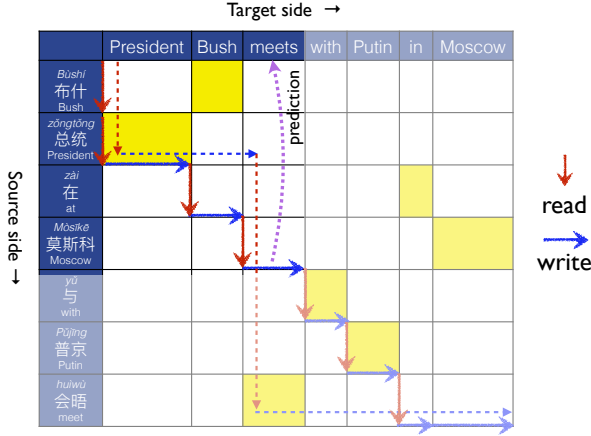 Target side →
President Bush meets with Putin in Moscow
Bùshí
布什
Bush
zǒngtǒng
总统
President
zài
在
at
Mòsīkē
莫斯科
Moscow
yǔ
与
with
Pǔjīng
普京
Putin
huìwù
会晤
meet
Source side →
prediction
read
write